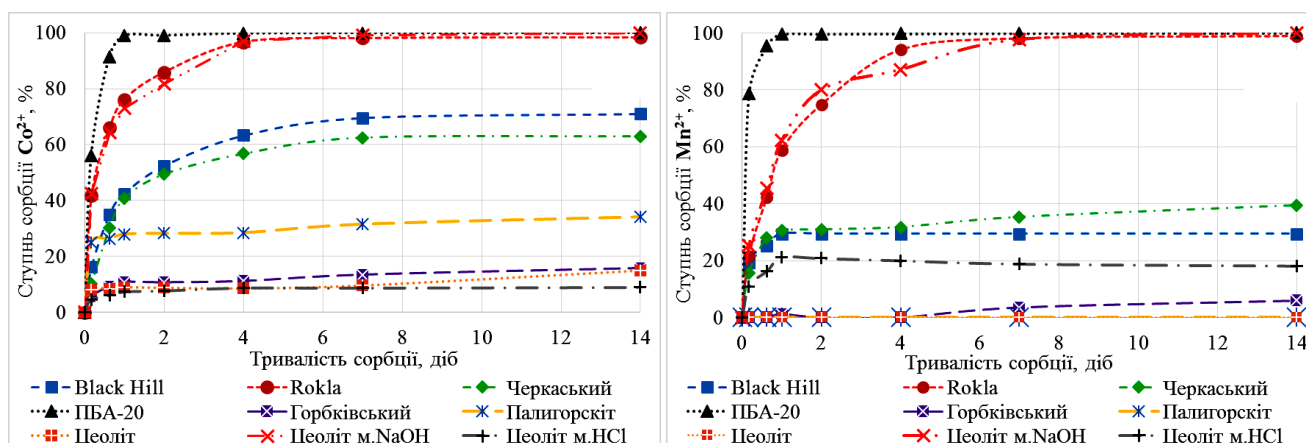 Ступнь сорбції Co²⁺, %
100
80
60
40
20
0
0 2 4 6 8 10 12 14
Тривалість сорбції, діб
Black Hill Rokla Черкаський
ПБА-20 Горбківський Палигорскіт
Цеоліт Цеоліт м.NaOH Цеоліт м.HCl
Ступнь сорбції Mn²⁺, %
100
80
60
40
20
0
0 2 4 6 8 10 12 14
Тривалість сорбції, діб
Black Hill Rokla Черкаський
ПБА-20 Горбківський Палигорскіт
Цеоліт Цеоліт м.NaOH Цеоліт м.HCl